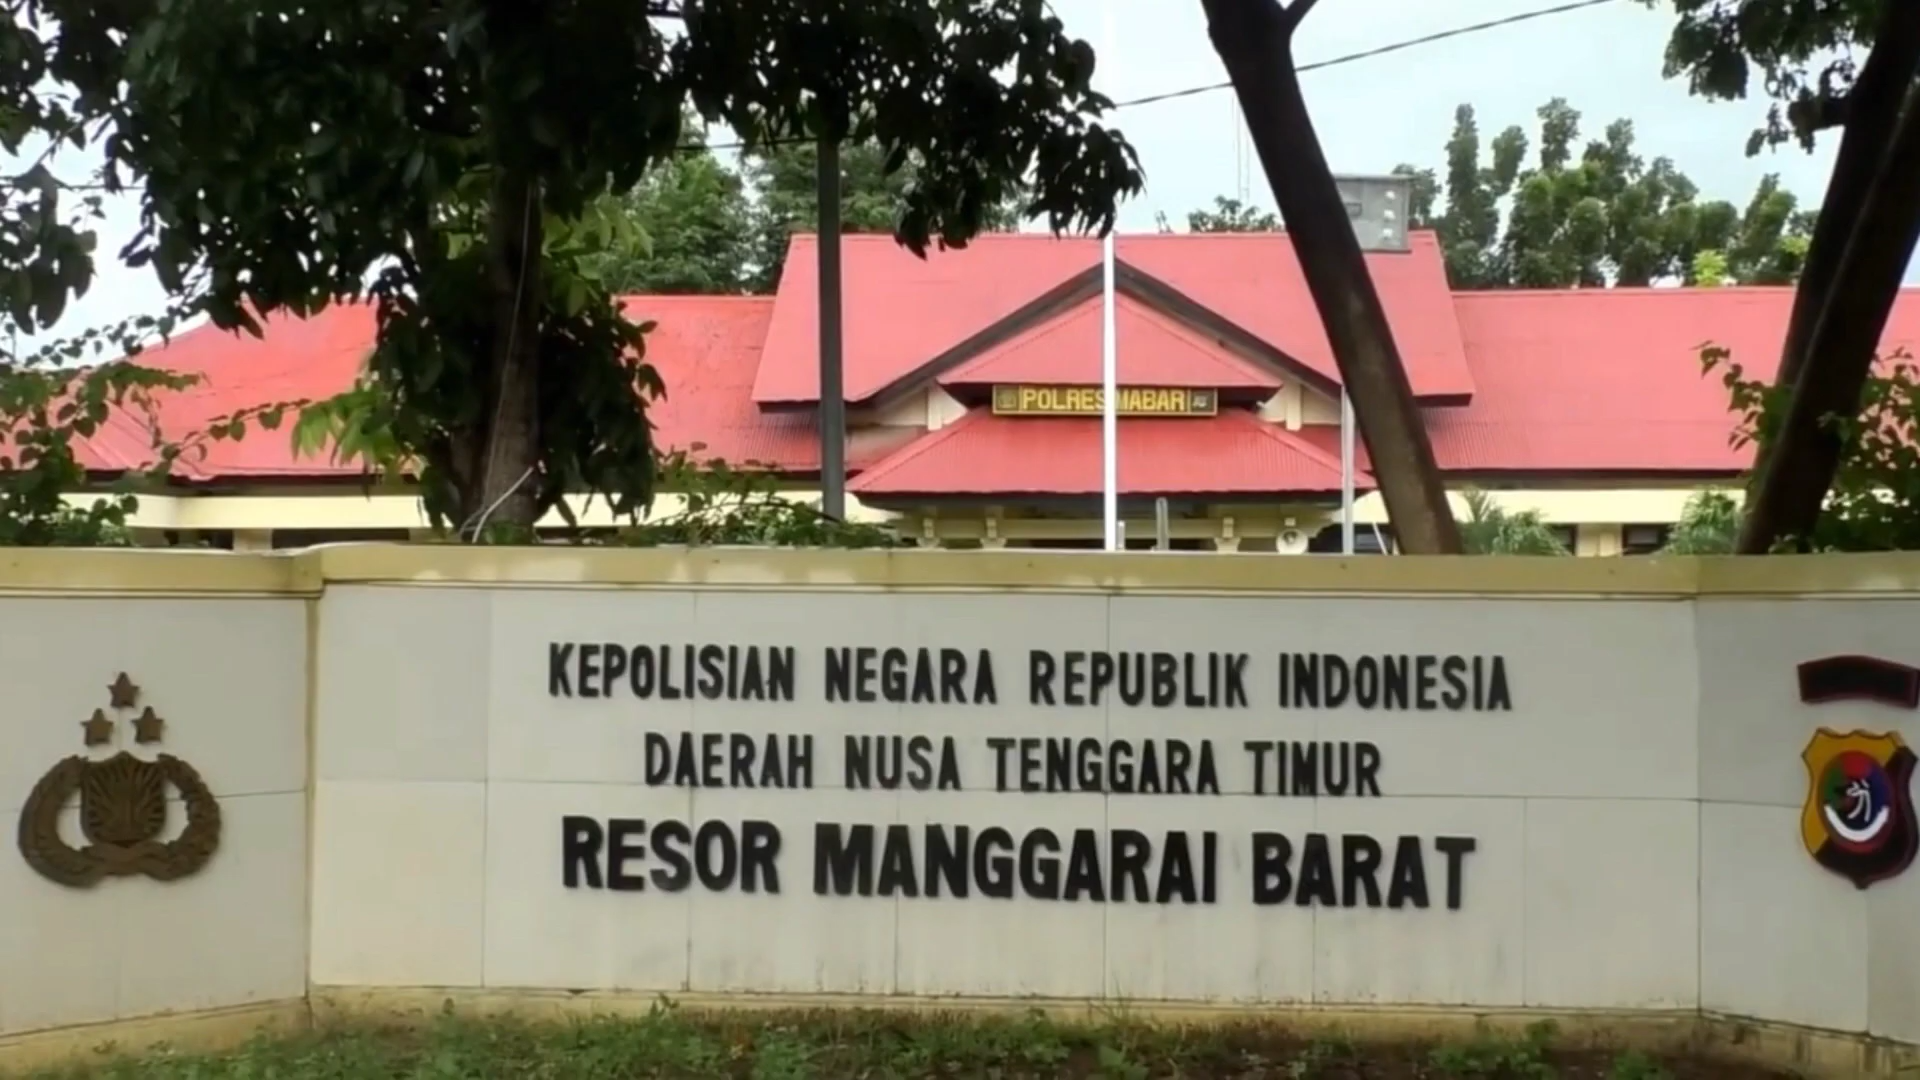 POLRES MABAR
KEPOLISIAN NEGARA REPUBLIK INDONESIA
DAERAH NUSA TENGGARA TIMUR
RESOR MANGGARAI BARAT